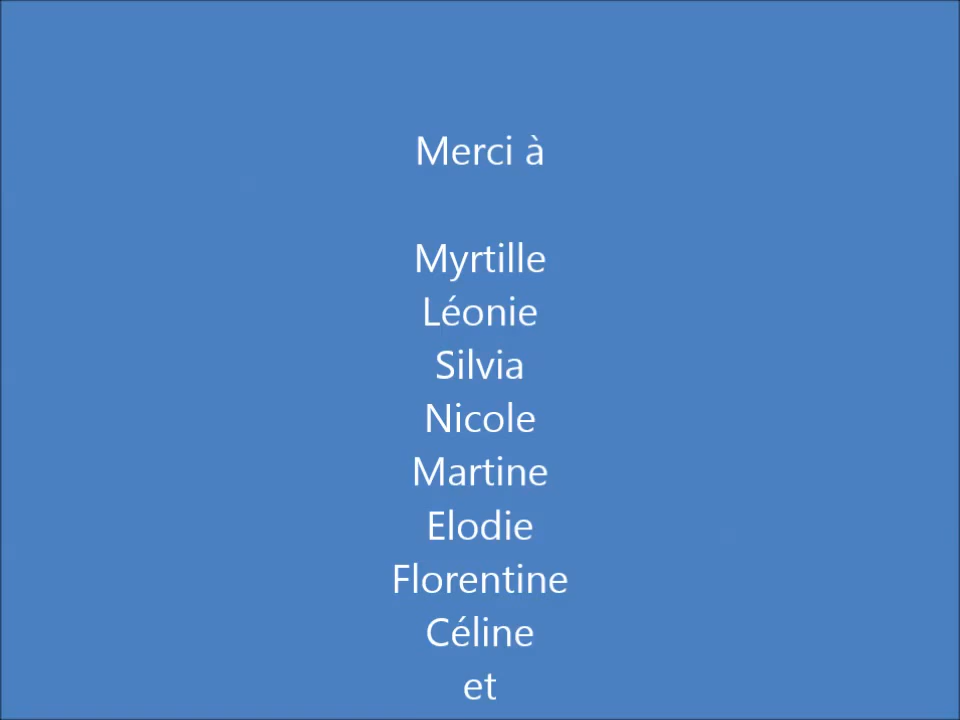 Merci à
Myrtille
Léonie
Silvia
Nicole
Martine
Elodie
Florentine
Céline
et